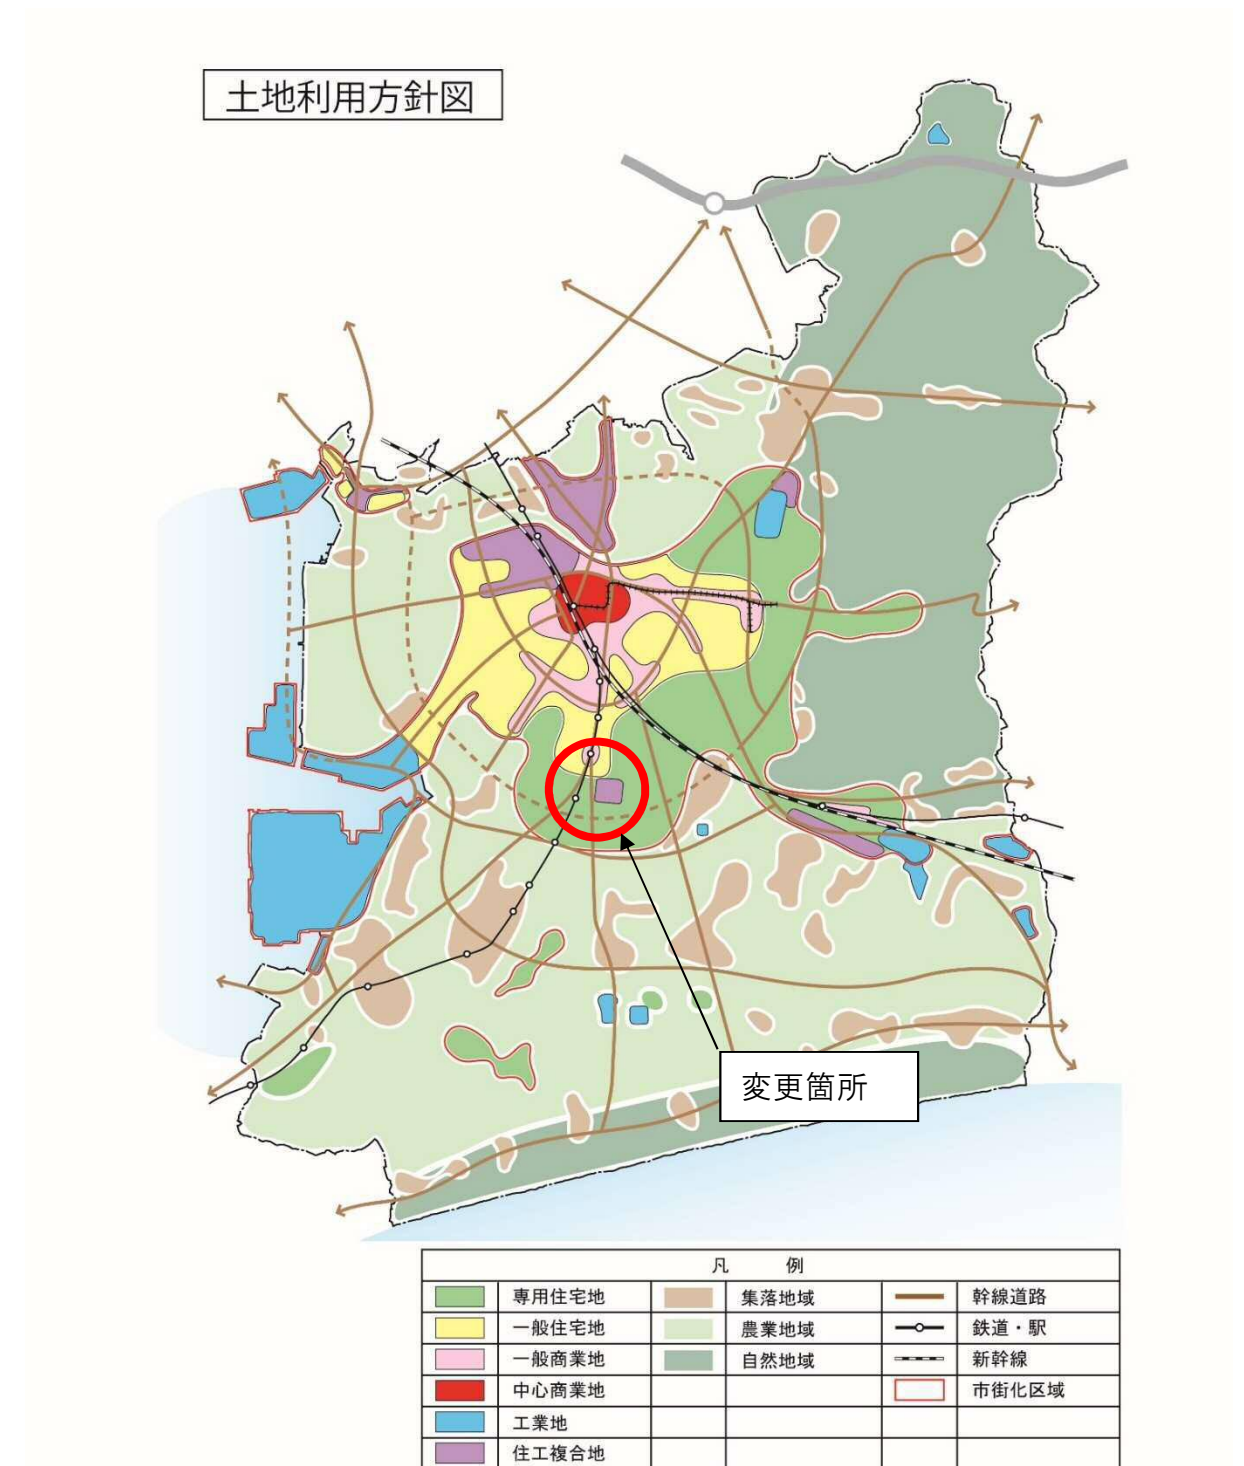 土地利用方針図
変更箇所
凡 例
専用住宅地 集落地域 幹線道路
一般住宅地 農業地域 鉄道・駅
一般商業地 自然地域 新幹線
中心商業地 市街化区域
工業地
住工複合地